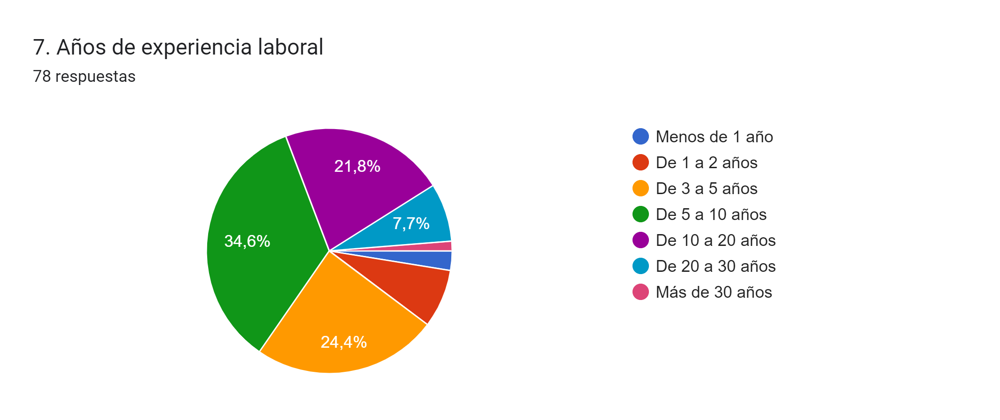 7. Años de experiencia laboral
78 respuestas
21,8%
7,7%
34,6%
24,4%
Menos de 1 año
De 1 a 2 años
De 3 a 5 años
De 5 a 10 años
De 10 a 20 años
De 20 a 30 años
Más de 30 años